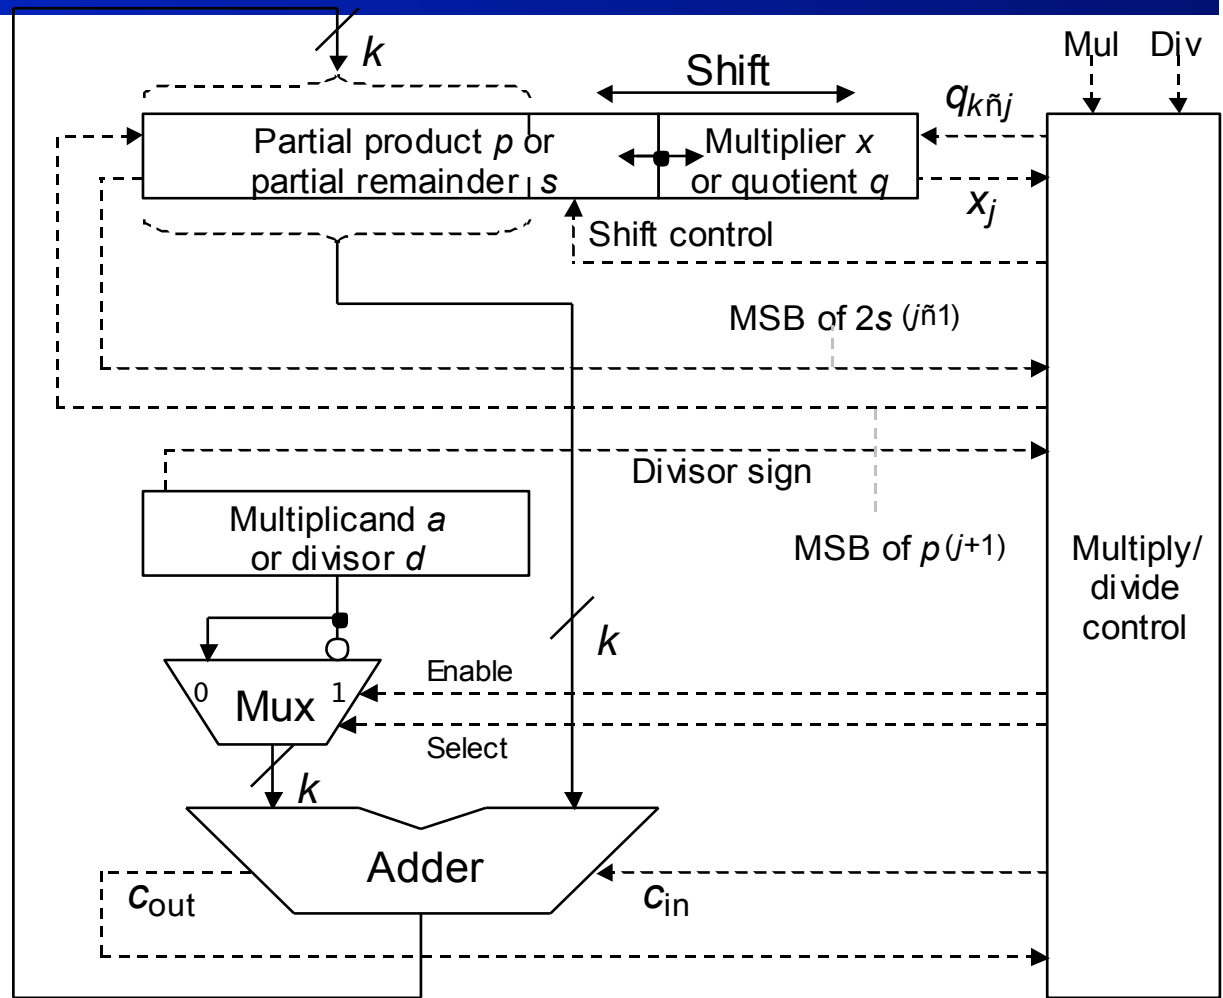 k
Mul Div
Shift
q kñj
Partial product p or
partial remainder s
Multiplier x
or quotient q
xj
Shift control
MSB of 2s (jñ1)
Divisor sign
Multiplicand a
or divisor d
MSB of p (j+1)
Multiply/
divide
control
k
Enable
0 Mux 1
Select
k
Adder
cout
cin